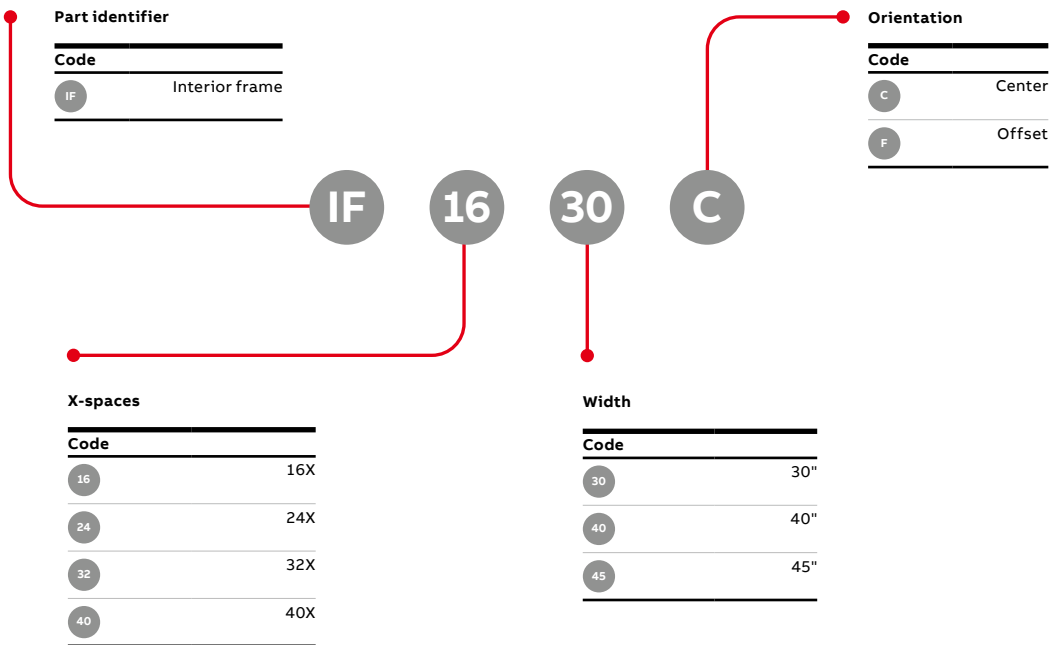 Part identifier
Code
IF Interior frame
Orientation
Code
C Center
F Offset
IF 16 30 C
X-spaces
Code
16 16X
24 24X
32 32X
40 40X
Width
Code
30 30"
40 40"
45 45"